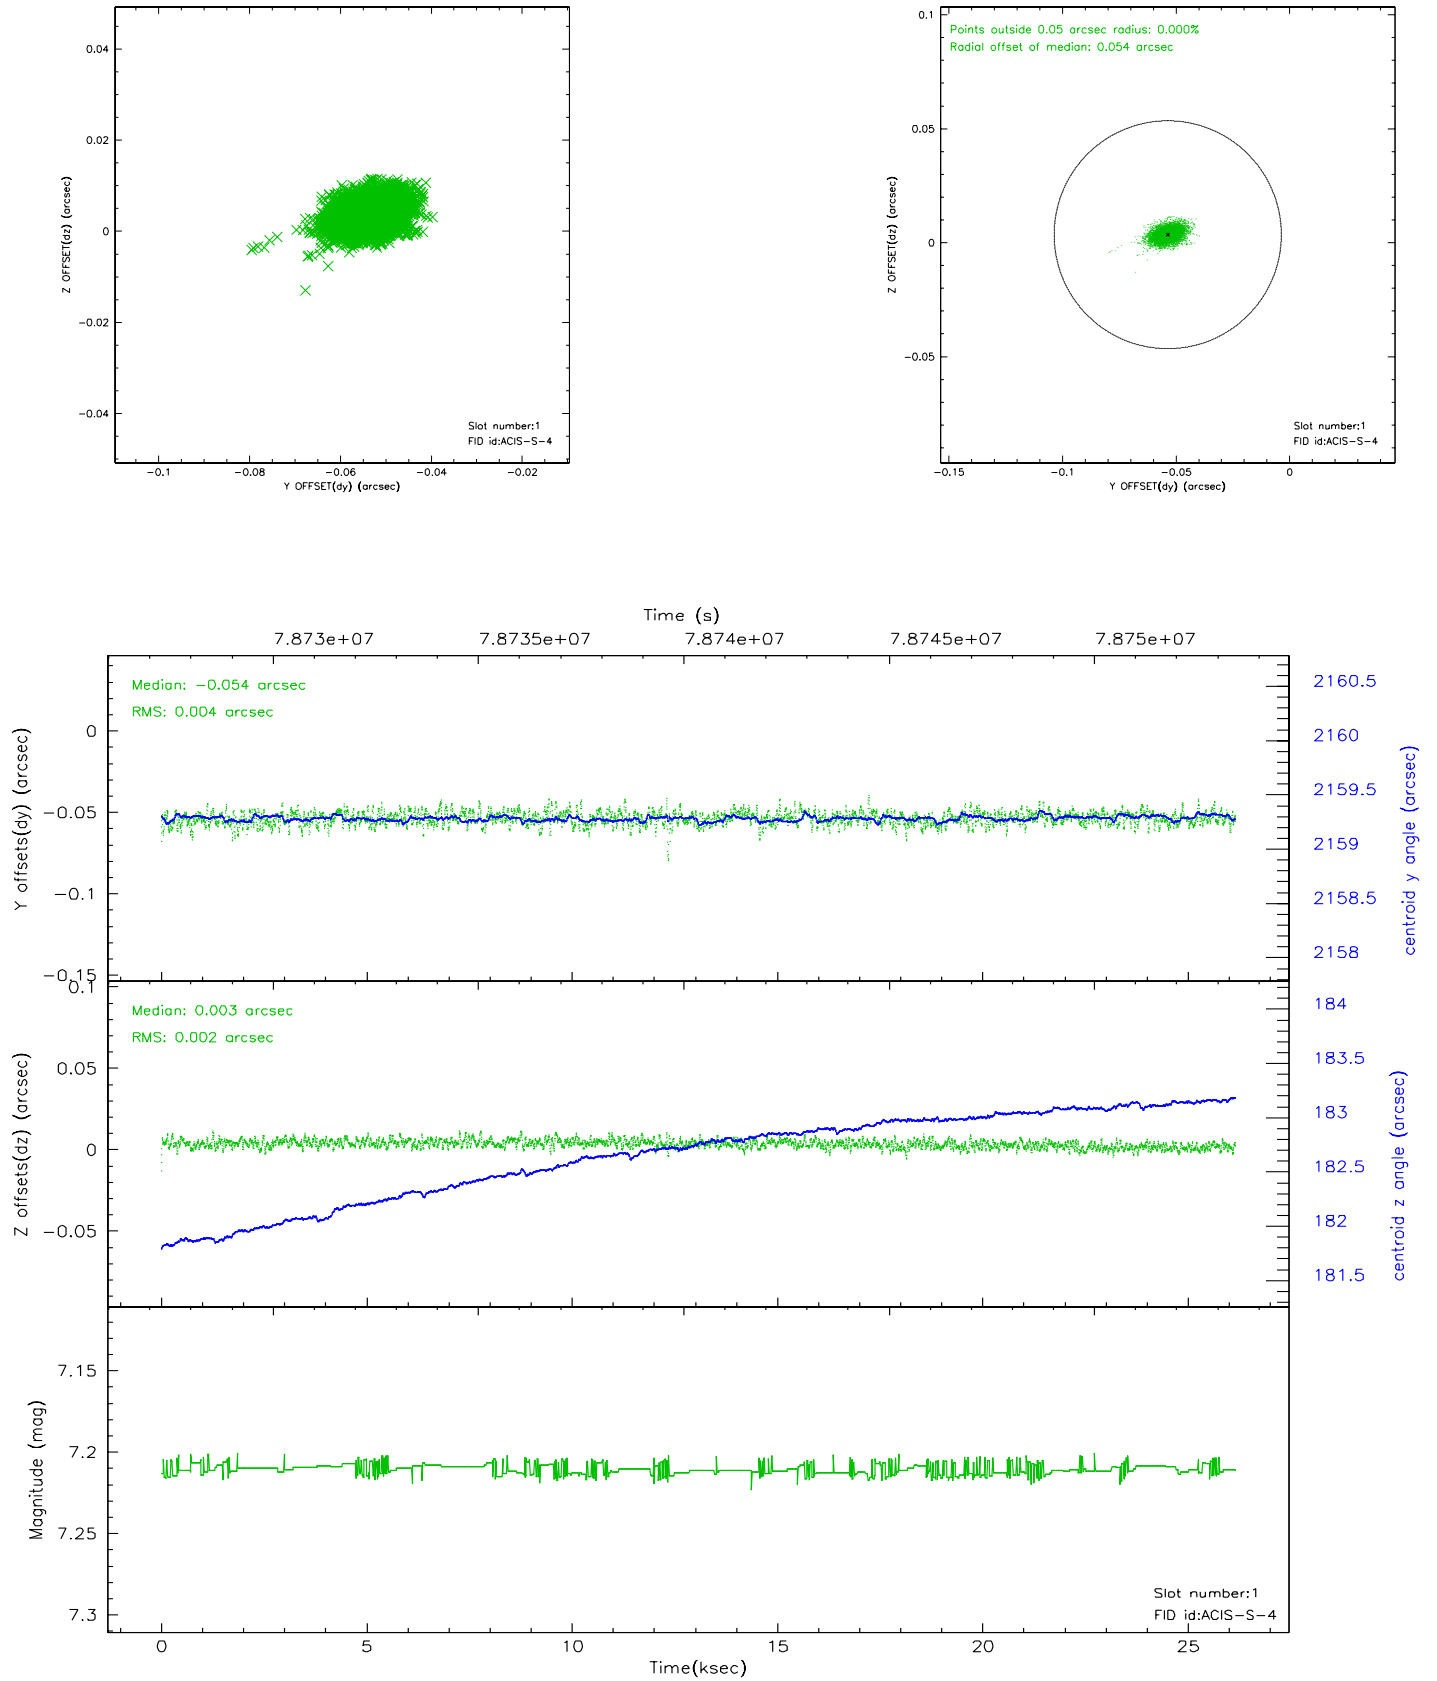 0.04
0.02
0
−0.02
−0.04
Z OFFSET(dz) (arcsec)
Slot number:1
FID id:ACIS−S−4
−0.1 −0.08 −0.06 −0.04 −0.02
Y OFFSET(dy) (arcsec)
Points outside 0.05 arcsec radius: 0.000%
Radial offset of median: 0.054 arcsec
0.1
0.05
0
−0.05
Z OFFSET(dz) (arcsec)
Slot number:1
FID id:ACIS−S−4
−0.15 −0.1 −0.05 0
Y OFFSET(dy) (arcsec)
Time (s)
7.873e+07 7.8735e+07 7.874e+07 7.8745e+07 7.875e+07
Median: −0.054 arcsec
RMS: 0.004 arcsec
0
−0.05
−0.1
−0.15
Y offsets(dy) (arcsec)
2160.5
2160
2159.5
2159
2158.5
2158
centroid y angle (arcsec)
Median: 0.003 arcsec
RMS: 0.002 arcsec
0.1
0.05
0
−0.05
Z offsets(dz) (arcsec)
184
183.5
183
182.5
182
181.5
centroid z angle (arcsec)
7.15
7.2
7.25
7.3
Magnitude (mag)
Slot number:1
FID id:ACIS−S−4
0 5 10 15 20 25
Time(ksec)